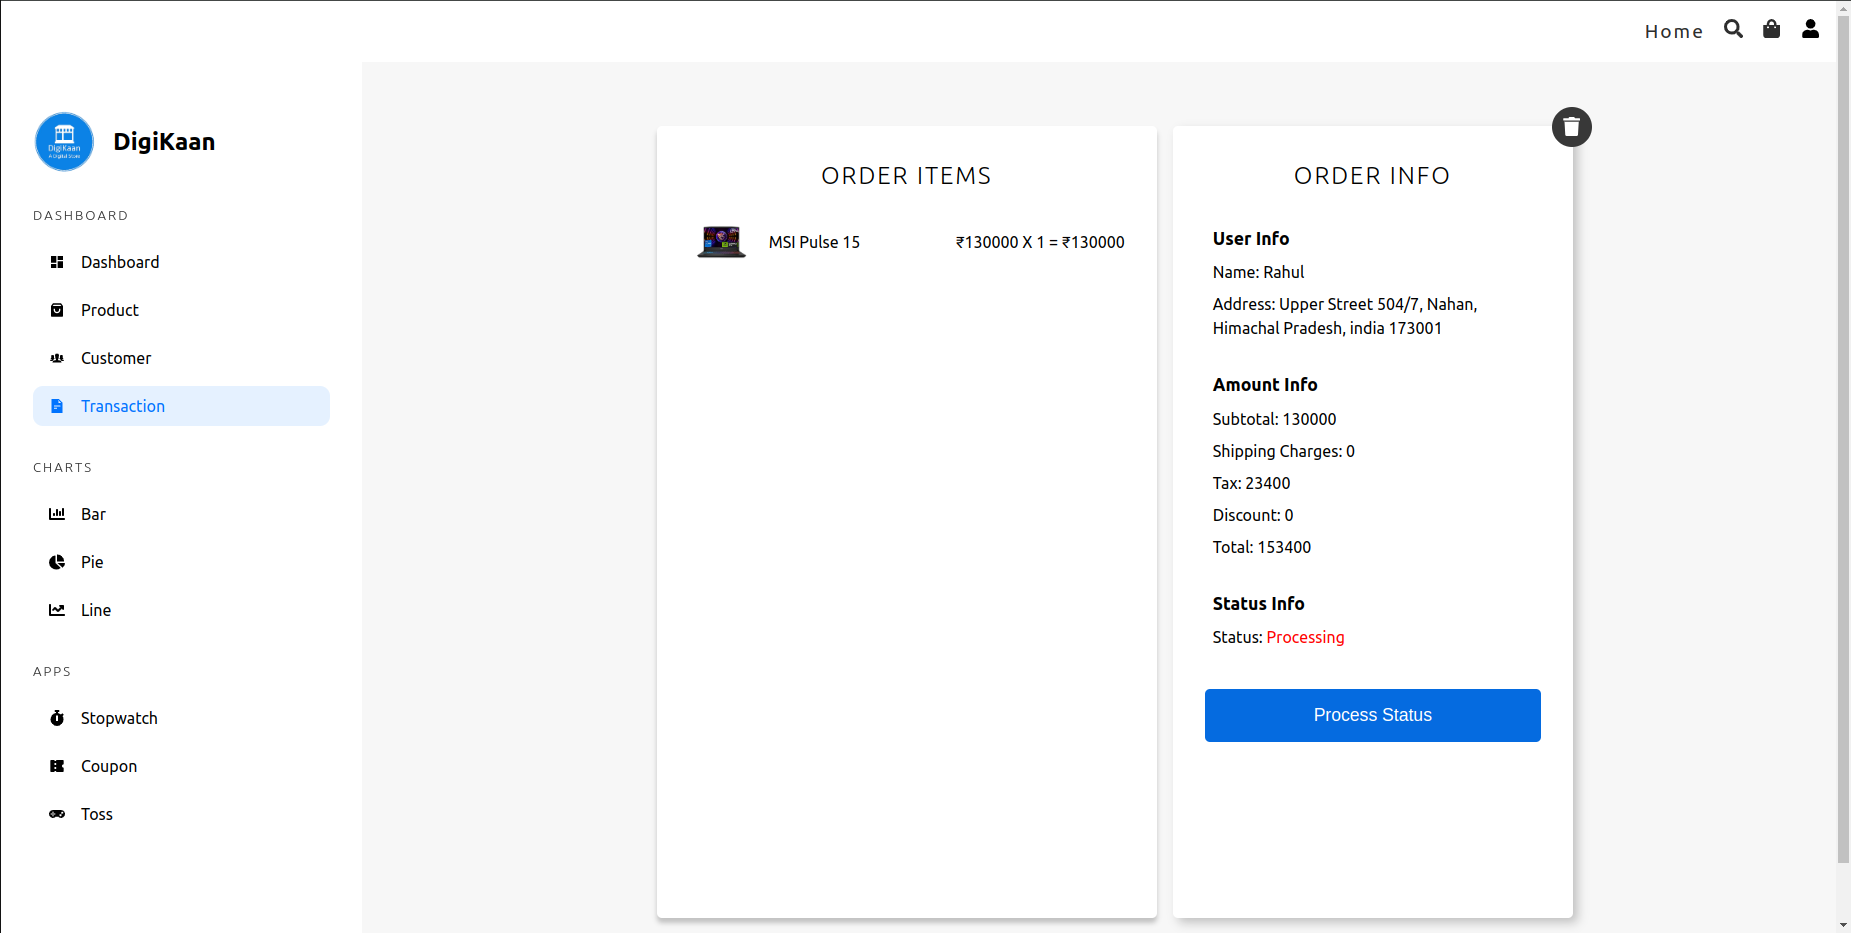 Home
DigiKaan
A Digital Store
DigiKaan
DASHBOARD
Dashboard
Product
Customer
Transaction
CHARTS
Bar
Pie
Line
APPS
Stopwatch
Coupon
Toss
ORDER ITEMS
MSI Pulse 15 ₹130000 X 1 = ₹130000
ORDER INFO
User Info
Name: Rahul
Address: Upper Street 504/7, Nahan,
Himachal Pradesh, india 173001
Amount Info
Subtotal: 130000
Shipping Charges: 0
Tax: 23400
Discount: 0
Total: 153400
Status Info
Status: Processing
Process Status